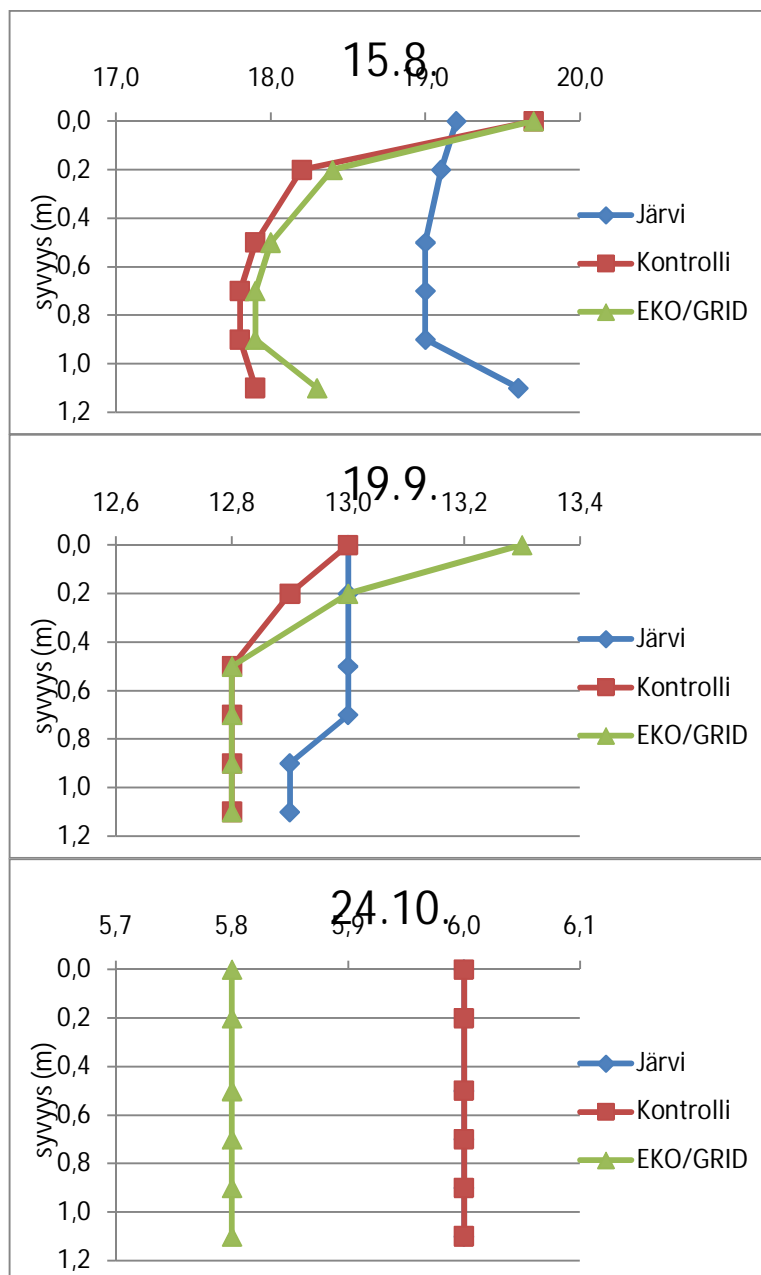 15.8.
17,0 18,0 19,0 20,0
0,0
0,2
0,4
0,6
0,8
1,0
1,2
syvyys (m)
Järvi
Kontrolli
EKO/GRID
19.9.
12,6 12,8 13,0 13,2 13,4
0,0
0,2
0,4
0,6
0,8
1,0
1,2
syvyys (m)
Järvi
Kontrolli
EKO/GRID
24.10.
5,7 5,8 5,9 6,0 6,1
0,0
0,2
0,4
0,6
0,8
1,0
1,2
syvyys (m)
Järvi
Kontrolli
EKO/GRID